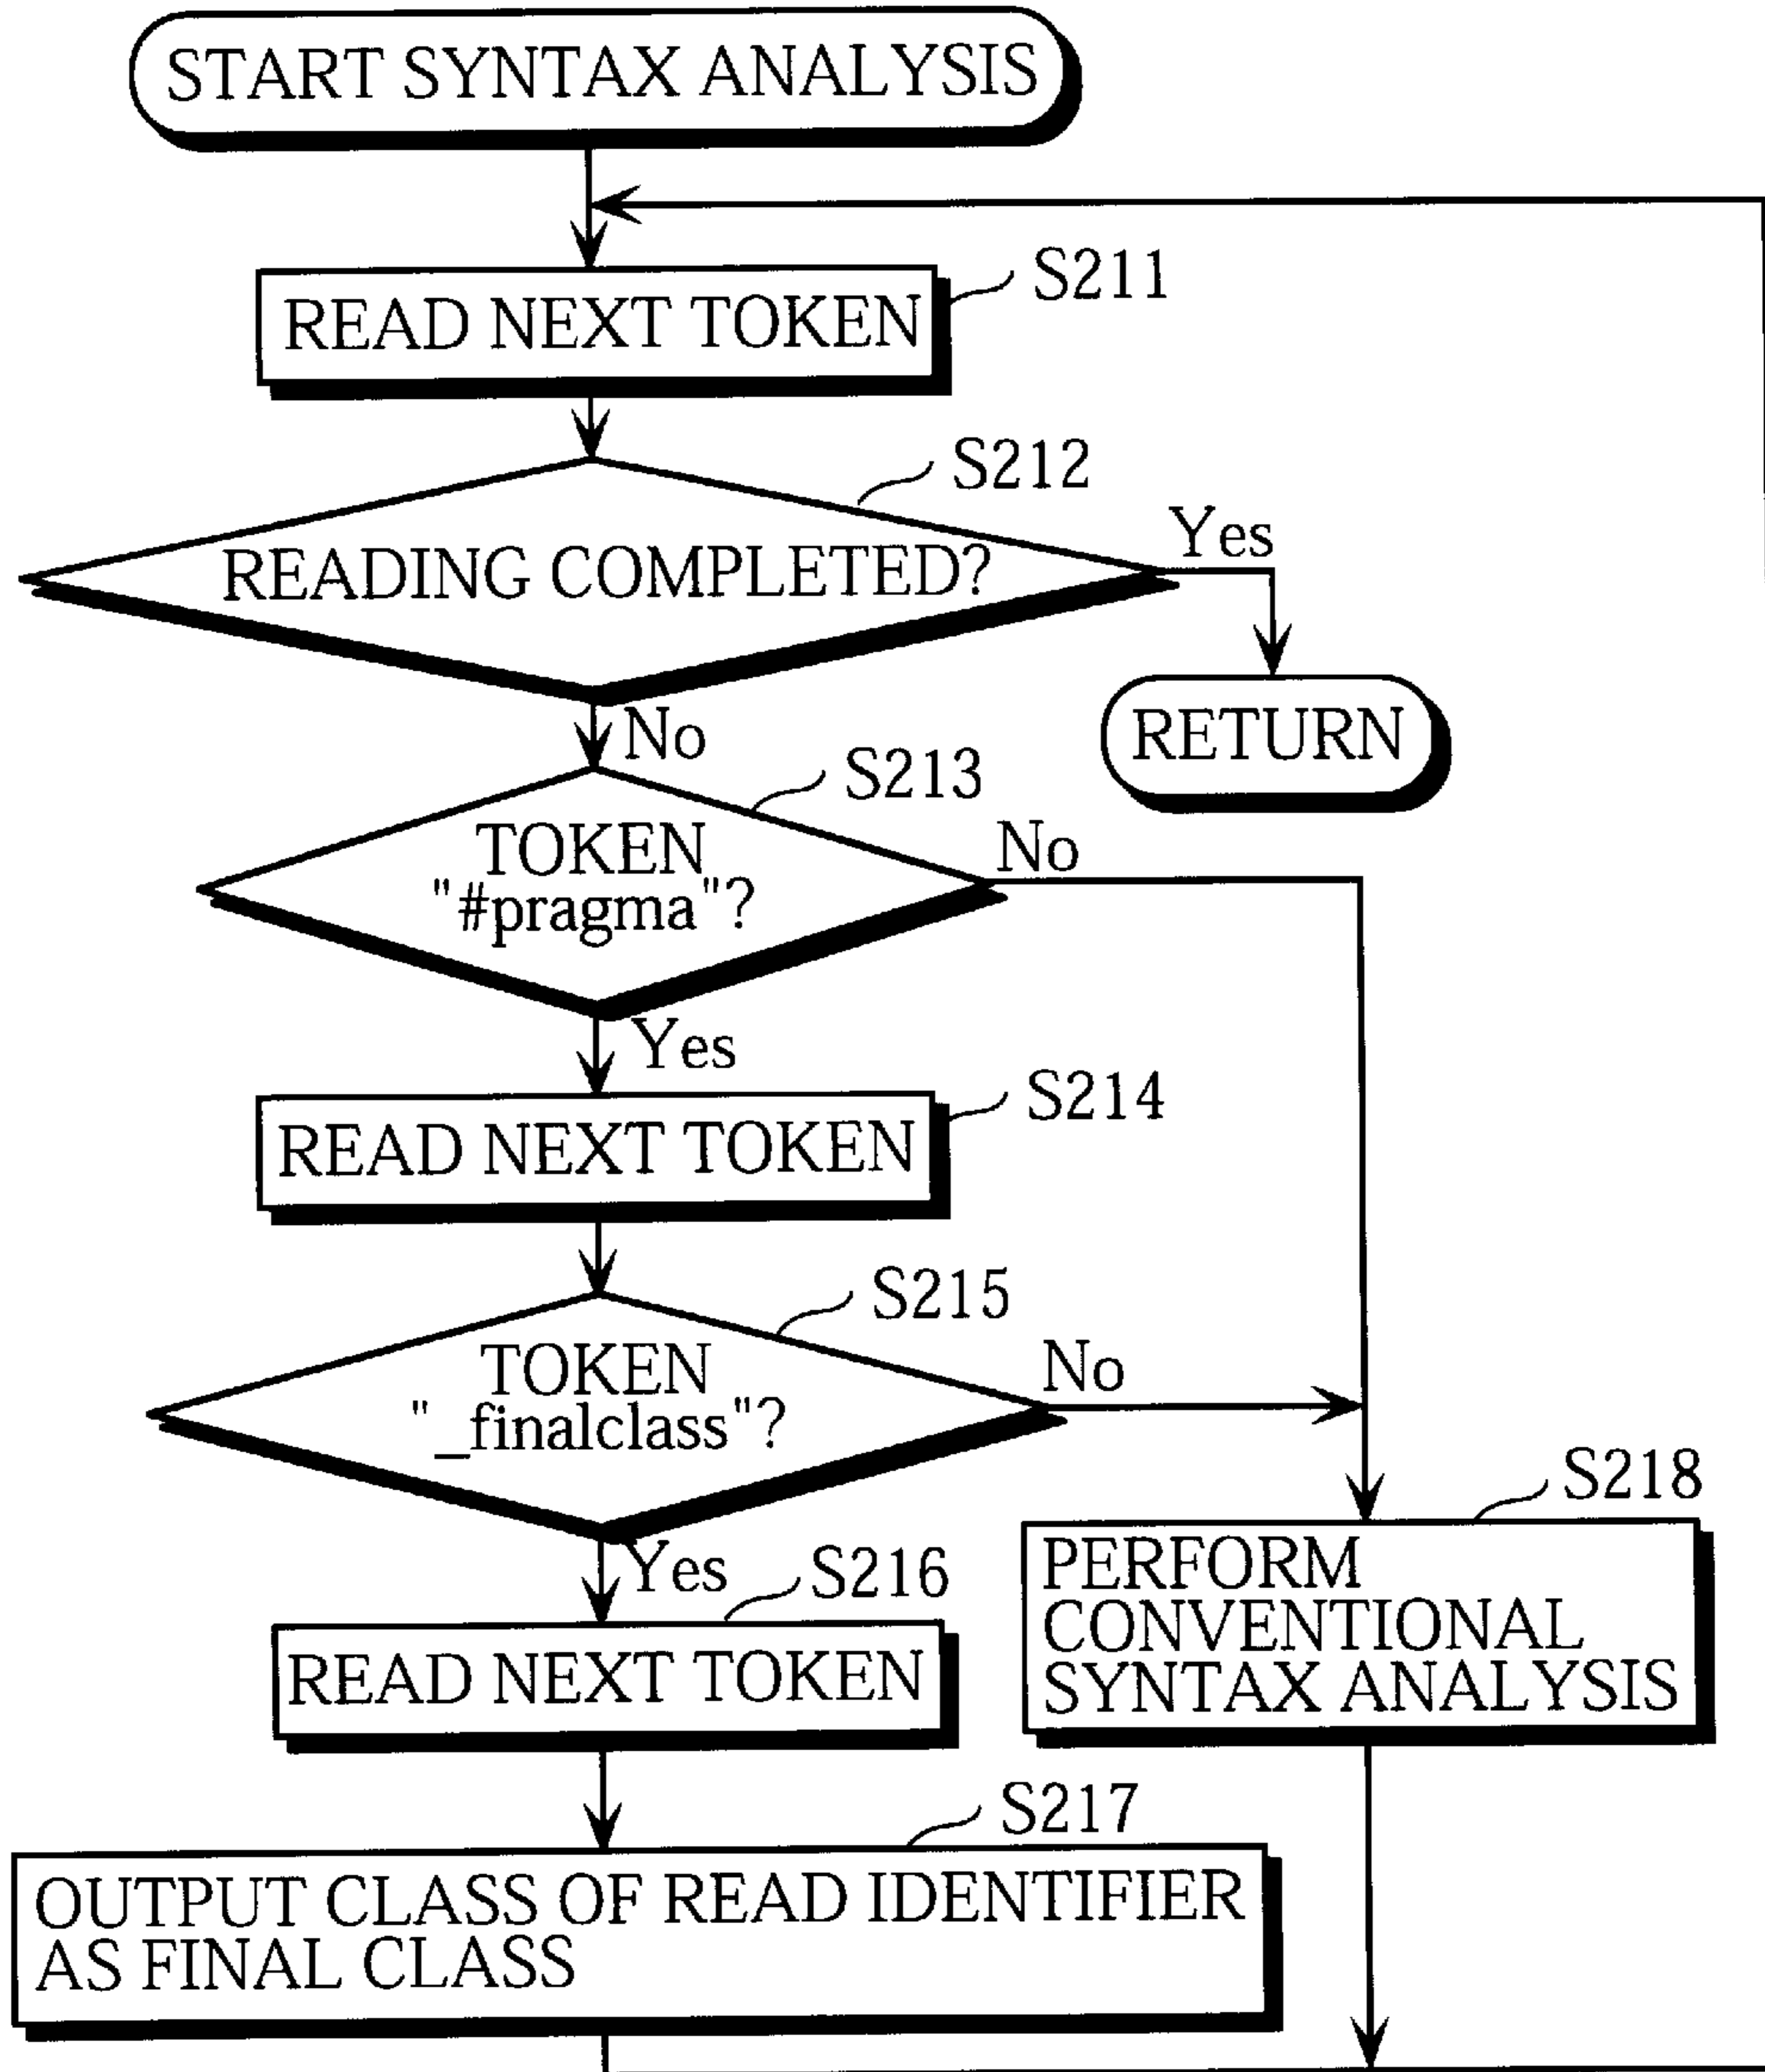 START SYNTAX ANALYSIS
S211
READ NEXT TOKEN
S212
Yes
READING COMPLETED?
RETURN
No
S213
No
TOKEN
"#pragma"?
Yes
S214
READ NEXT TOKEN
S215
No
TOKEN
"_finalclass"?
S218
Yes
S216
PERFORM
CONVENTIONAL
SYNTAX ANALYSIS
READ NEXT TOKEN
S217
OUTPUT CLASS OF READ IDENTIFIER
AS FINAL CLASS